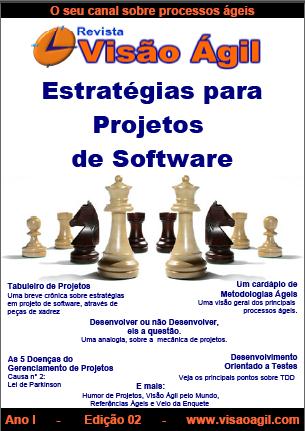 O seu canal sobre processos ágeis
Revista
Visão Ágil
Estratégias para
Projetos
de Software
Tabuleiro de Projetos
Uma breve crônica sobre estratégias
em projeto de software, através de
peças de xadrez
Um cardápio de
Metodologias Ágeis
Uma visão geral dos principais
processos ágeis.
Desenvolver ou não Desenvolver,
eis a questão.
Uma analogia, sobre a mecânica de projetos.
As 5 Doenças do
Gerenciamento de Projetos
Causa n° 2:
Lei de Parkinson
Desenvolvimento
Orientado a Testes
Veja os principais pontos sobre TDD
E mais:
Humor de Projetos, Visão Ágil pelo Mundo,
Referências Ágeis e Veio da Enquete
Ano I - Edição 02 - www.visaoagil.com